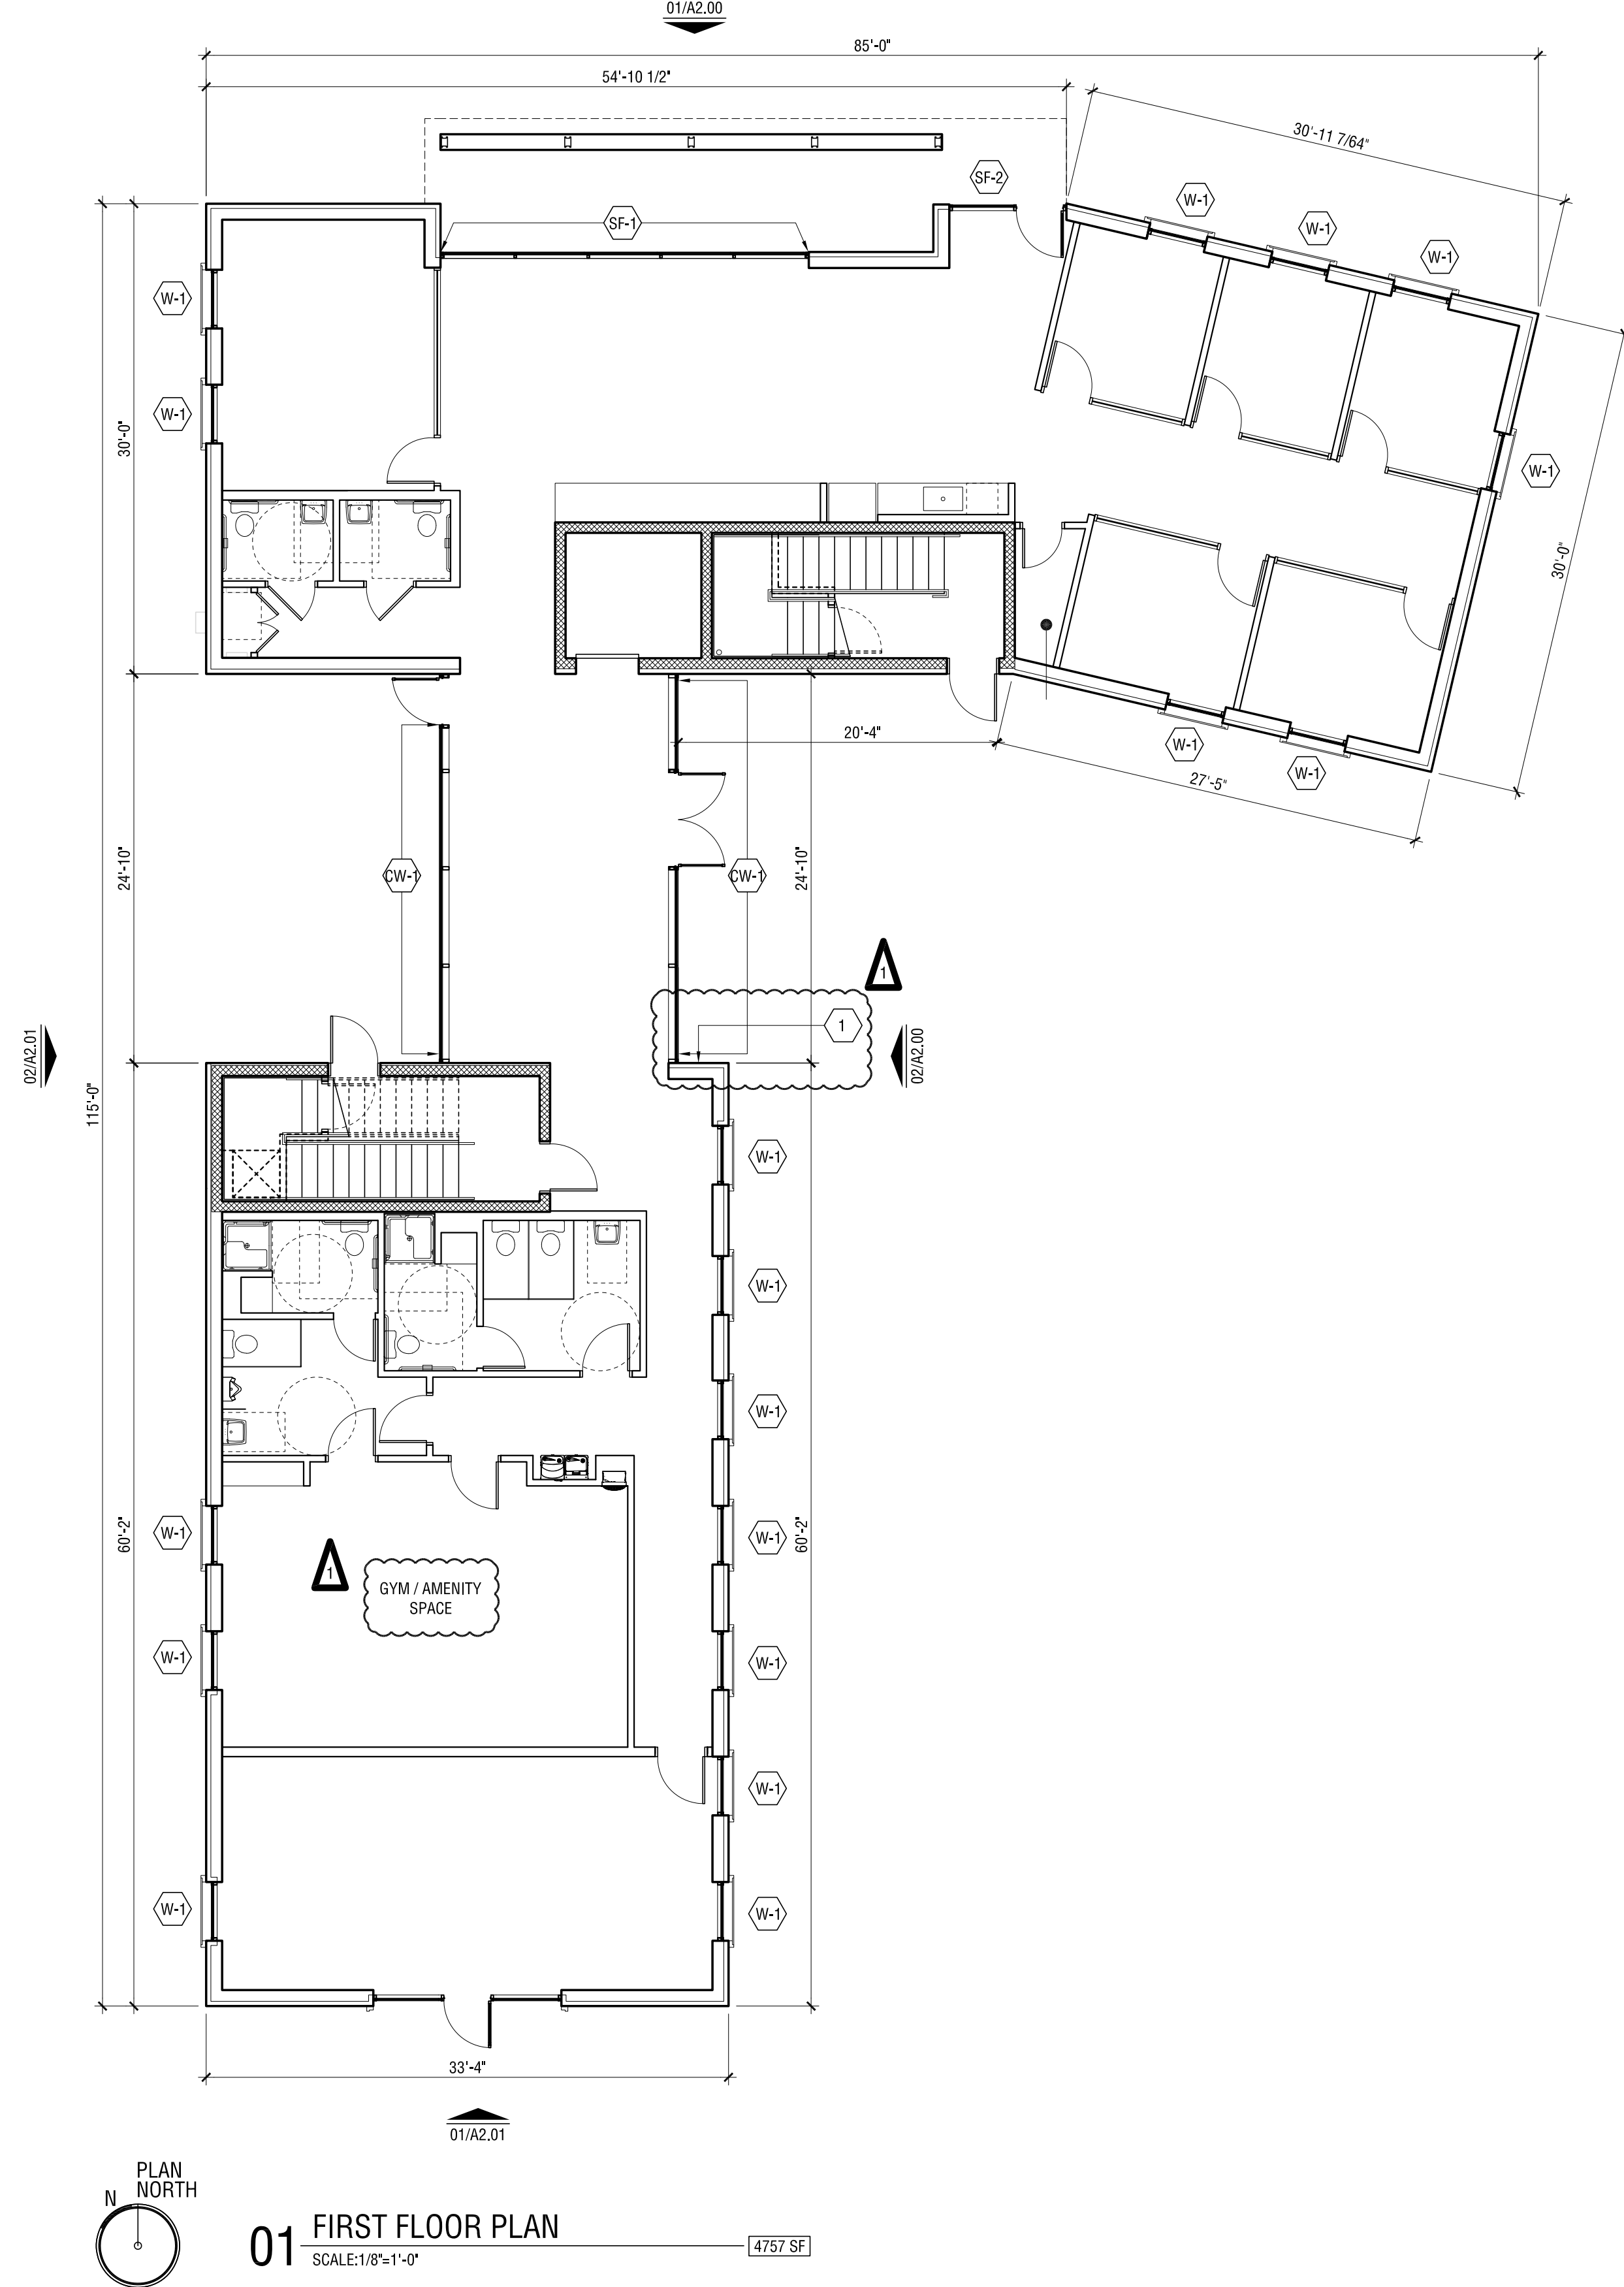 01/A2.00
85'-0"
54'-10 1/2"
30'-11 7/64"
SF-2
W-1
SF-1
W-1
W-1
W-1
W-1
30'-0"
W-1
30'-0"
20'-4"
W-1
W-1
27'-5"
24'-10"
CW-1
CW-1
24'-10"
1
1
02/A2.01
02/A2.00
115'-0"
W-1
W-1
W-1
W-1
60'-2"
W-1
60'-2"
1
GYM / AMENITY
SPACE
W-1
W-1
W-1
W-1
W-1
33'-4"
01/A2.01
PLAN
NORTH
N
01
FIRST FLOOR PLAN
SCALE:1/8"=1'-0"
4757 SF